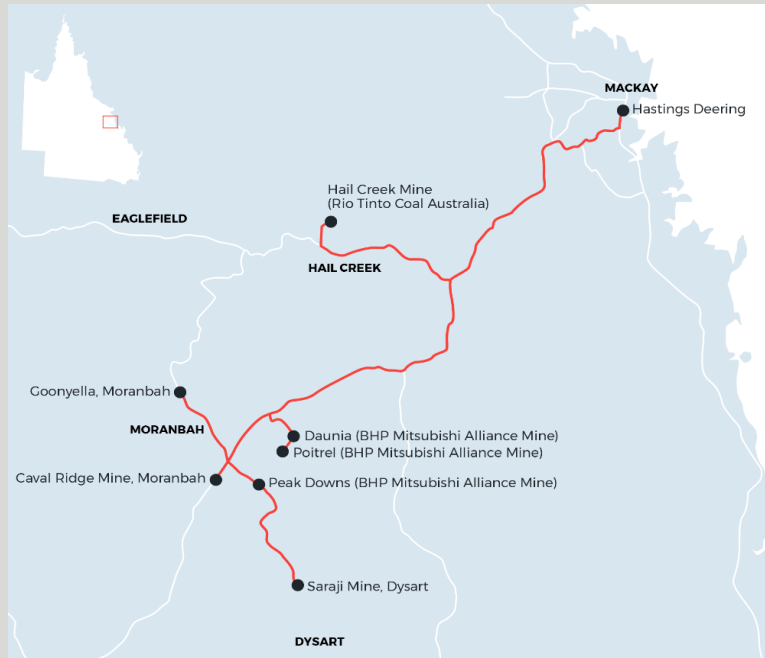 MACKAY
Hastings Deering
Hail Creek Mine
(Rio Tinto Coal Australia)
EAGLEFIELD
HAIL CREEK
Goonyella, Moranbah
MORANBAH
Daunia (BHP Mitsubishi Alliance Mine)
Poitrel (BHP Mitsubishi Alliance Mine)
Caval Ridge Mine, Moranbah
Peak Downs (BHP Mitsubishi Alliance Mine)
Saraji Mine, Dysart
DYSART